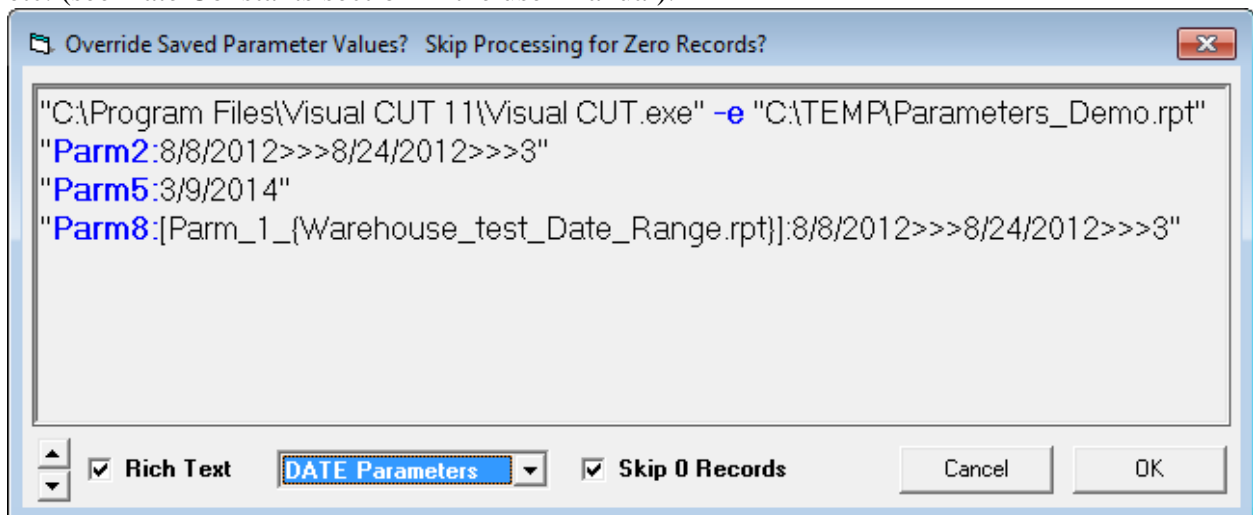 Override Saved Parameter Values?   Skip Processing for Zero Records?
"C:\Program Files\Visual CUT 11\Visual CUT.exe" -e "C:\TEMP\Parameters_Demo.rpt"
"Parm2:8/8/2012>>>8/24/2012>>>3"
"Parm5:3/9/2014"
"Parm8:[Parm_1_{Warehouse_test_Date_Range.rpt}]:8/8/2012>>>8/24/2012>>>3"
Rich Text DATE Parameters Skip 0 Records Cancel OK